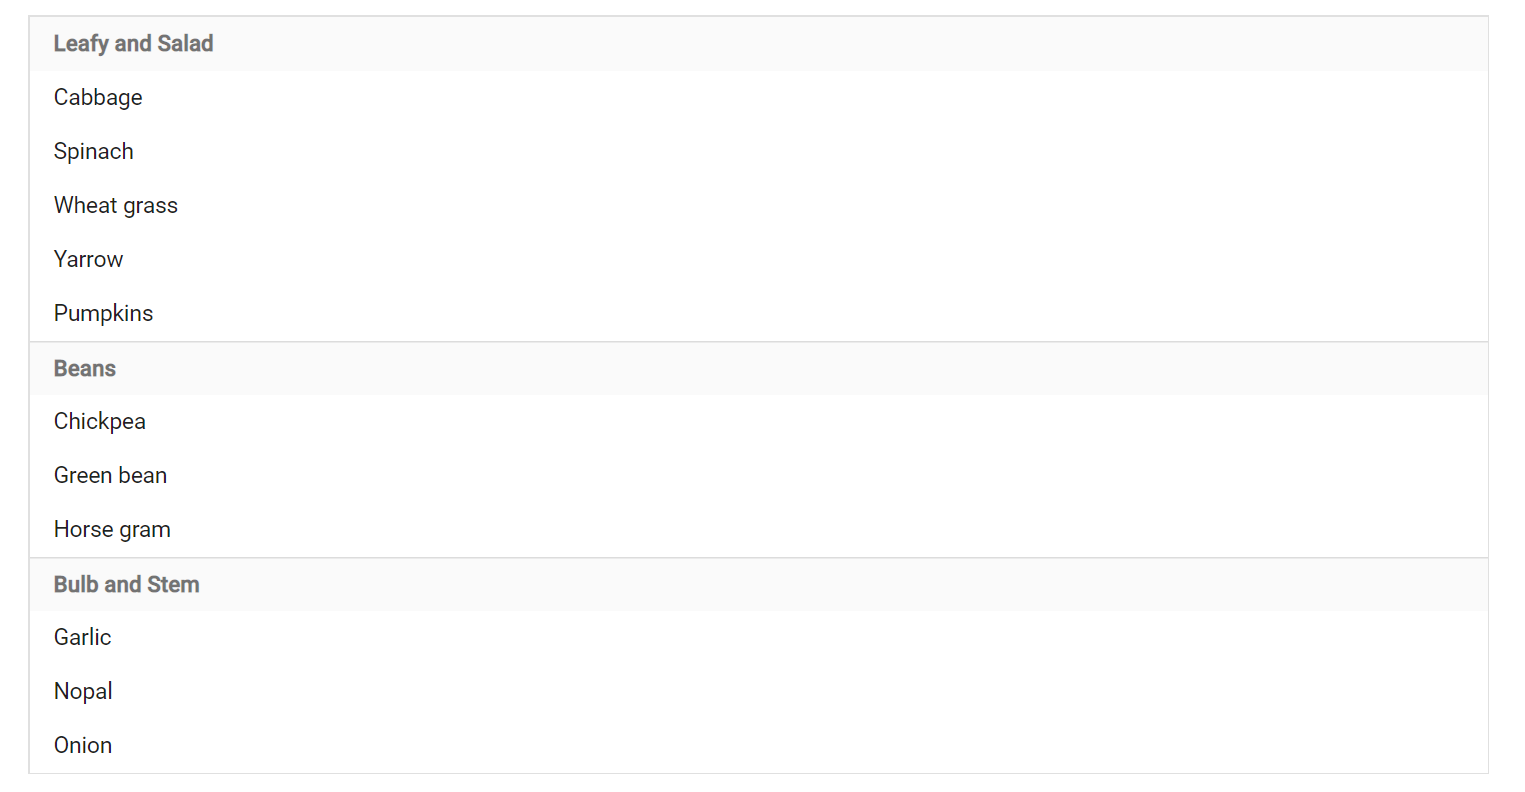 Leafy and Salad
Cabbage
Spinach
Wheat grass
Yarrow
Pumpkins
Beans
Chickpea
Green bean
Horse gram
Bulb and Stem
Garlic
Nopal
Onion